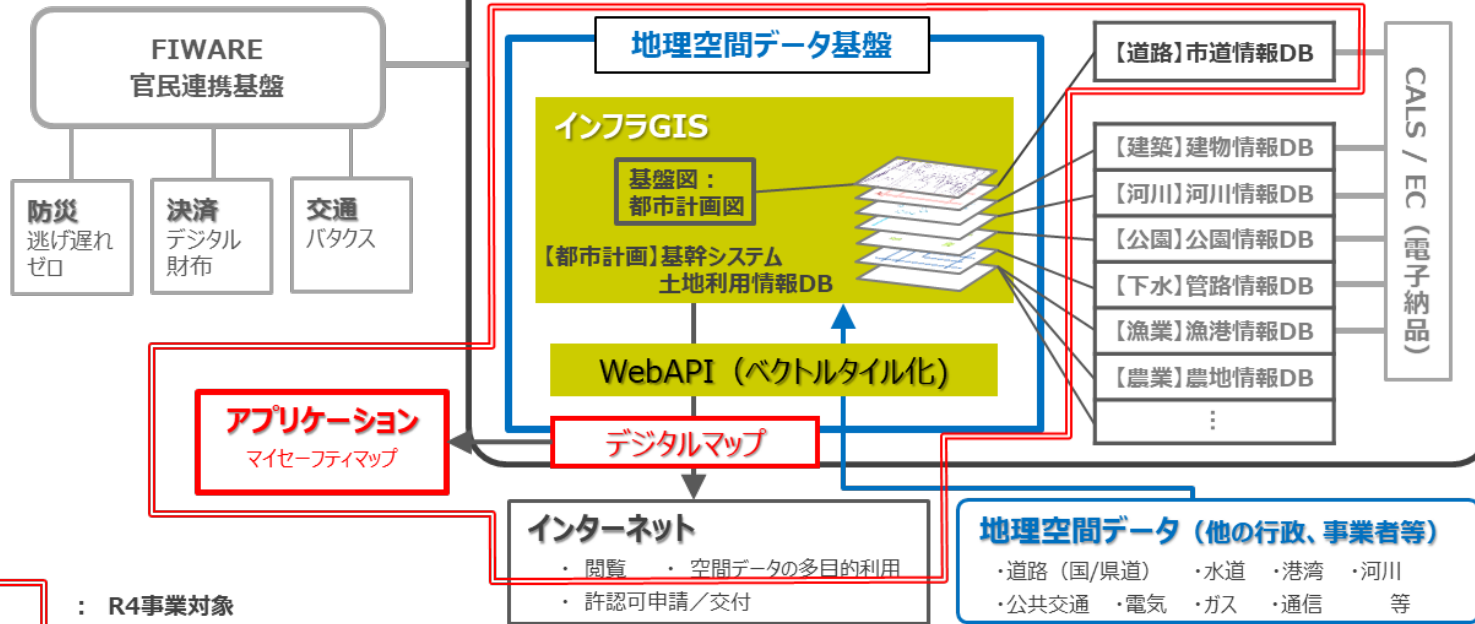 FIWARE
官民連携基盤
防災
逃げ遅れ
ゼロ
決済
デジタル
財布
交通
バタクス
地理空間データ基盤
インフラGIS
基盤図：
都市計画図
【都市計画】基幹システム
土地利用情報DB
WebAPI（ベクトルタイル化）
デジタルマップ
アプリケーション
マイセーフティマップ
【道路】市道情報DB
【建築】建物情報DB
【河川】河川情報DB
【公園】公園情報DB
【下水】管路情報DB
【漁業】漁港情報DB
【農業】農地情報DB
⋮
CALS / EC（電子納品）
インターネット
・ 閲覧 ・ 空間データの多目的利用
・ 許認可申請／交付
地理空間データ（他の行政、事業者等）
・道路（国/県道） ・水道 ・港湾 ・河川
・公共交通 ・電気 ・ガス ・通信 等
： R4事業対象